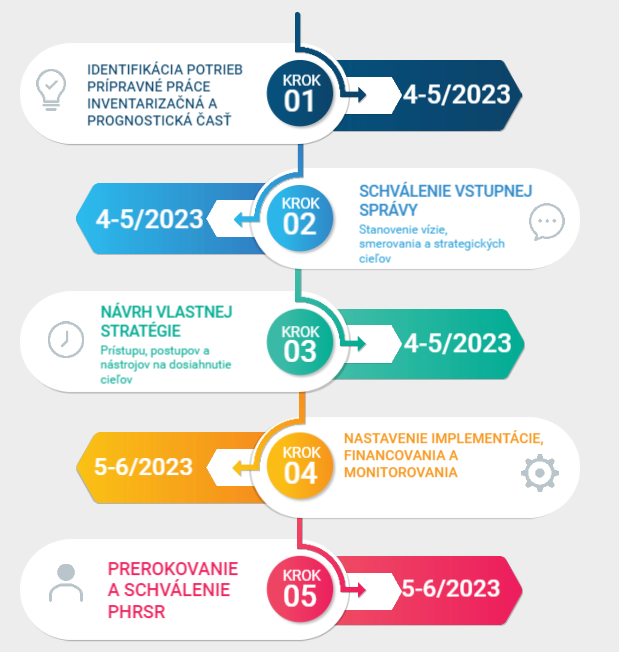 IDENTIFIKÁCIA POTRIEB
PRÍPRAVNÉ PRÁCE
INVENTARIZAČNÁ A
PROGNOSTICKÁ ČASŤ
KROK
01
4-5/2023
4-5/2023
KROK
02
SCHVÁLENIE VSTUPNEJ
SPRÁVY
Stanovenie vízie,
smerovania a strategických
cieľov
NÁVRH VLASTNEJ
STRATÉGIE
Prístupu, postupov a
nástrojov na dosiahnutie
cieľov
KROK
03
4-5/2023
5-6/2023
KROK
04
NASTAVENIE IMPLEMENTÁCIE,
FINANCOVANIA A
MONITOROVANIA
PREROKOVANIE
A SCHVÁLENIE
PHRSR
KROK
05
5-6/2023